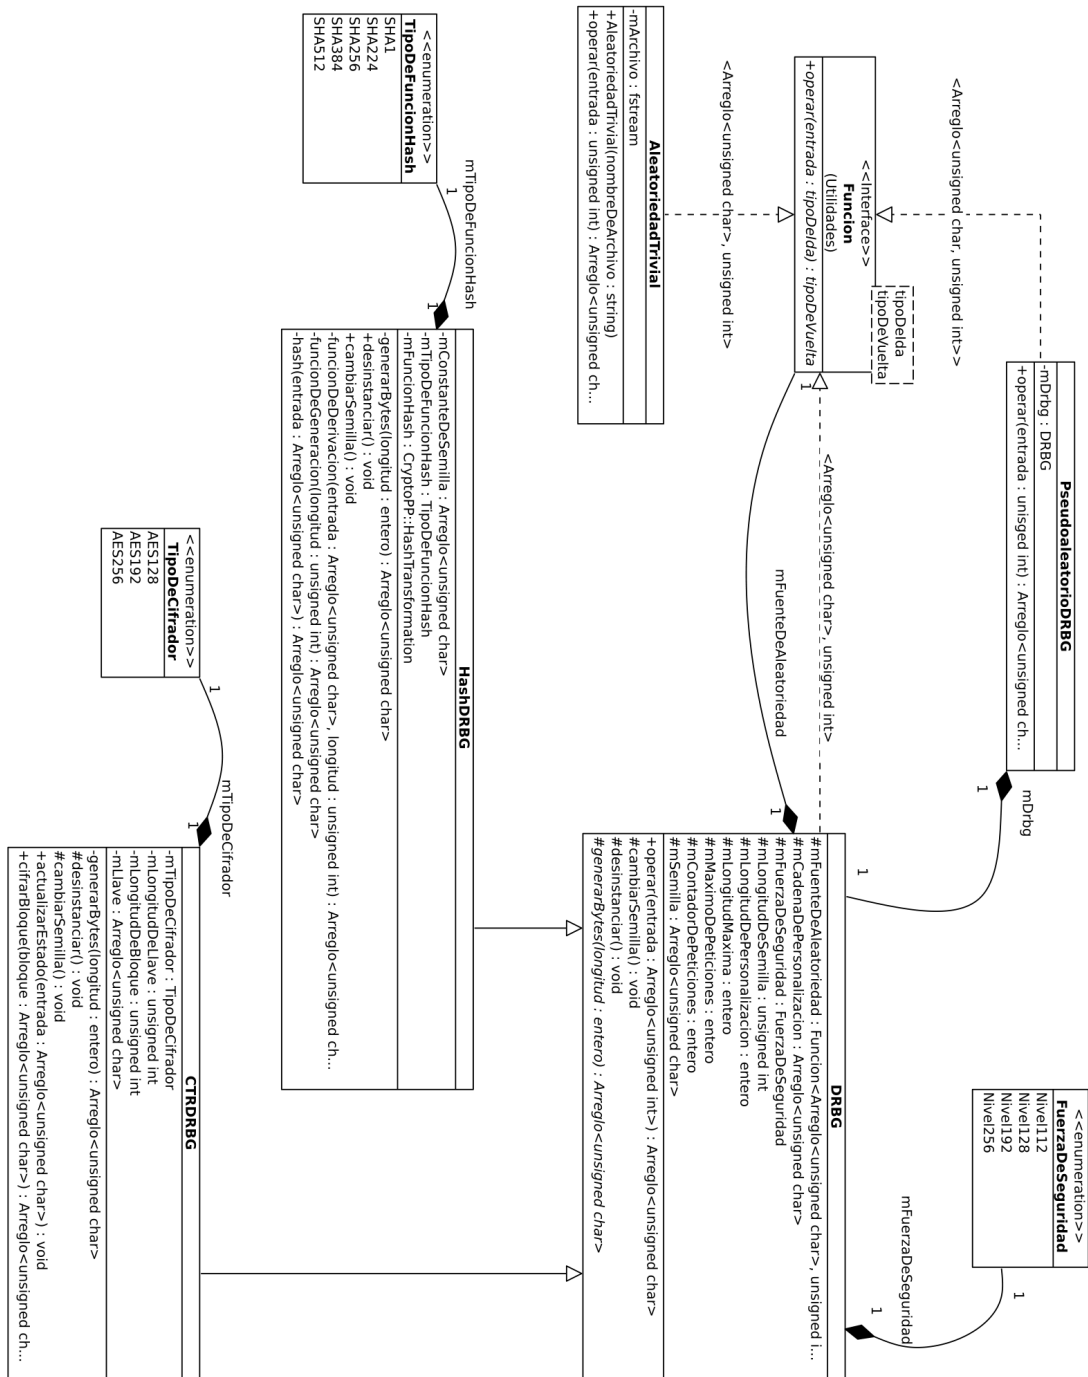 PseudoaleatorioDRBG
-mDrbg : DRBG
+operar(entrada : unisged int) : Arreglo<unsigned ch...
mDrbg
1
1
<<enumeration>>
FuerzaDeSeguridad
Nivel112
Nivel128
Nivel192
Nivel256
mFuerzaDeSeguridad
1
1
<Arreglo<unsigned char, unsigned int>>
<<Interface>>
Funcion
(Utilidades)
+operar(entrada : tipoDeIda) : tipoDeVuelta
tipoDeIda
tipoDeVuelta
1
<Arreglo<unsigned char>, unsigned int>
mFuenteDeAleatoriedad
1
<Arreglo<unsigned char>, unsigned int>
DRBG
#mFuenteDeAleatoriedad : Funcion<Arreglo<unsigned char>, unsigned i...
#mCadenaDePersonalizacion : Arreglo<unsigned char>
#mFuerzaDeSeguridad : FuerzaDeSeguridad
#mLongitudDeSemilla : unsigned int
#mLongitudDePersonalizacion : entero
#mLongitudMaxima : entero
#mMaximoDePeticiones : entero
#mContadorDePeticiones : entero
#mSemilla : Arreglo<unsigned char>
+operar(entrada : Arreglo<unsigned int>) : Arreglo<unsigned char>
#cambiarSemilla() : void
#desinstanciar() : void
#generarBytes(longitud : entero) : Arreglo<unsigned char>
AleatoriedadTrivial
-mArchivo : fstream
+AleatoriedadTrivial(nombreDeArchivo : string)
+operar(entrada : unsigned int) : Arreglo<unsigned ch...
<<enumeration>>
TipoDeFuncionHash
SHA1
SHA224
SHA256
SHA384
SHA512
mTipoDeFuncionHash
1
1
HashDRBG
-mConstanteDeSemilla : Arreglo<unsigned char>
-mTipoDeFuncionHash : TipoDeFuncionHash
-mFuncionHash : CryptoPP::HashTransformation
-generarBytes(longitud : entero) : Arreglo<unsigned char>
+desinstanciar() : void
+cambiarSemilla() : void
-funcionDeDerivacion(entrada : Arreglo<unsigned char>, longitud : unsigned int) : Arreglo<unsigned ch...
-funcionDeGeneracion(longitud : unsigned int) : Arreglo<unsigned char>
-hash(entrada : Arreglo<unsigned char>) : Arreglo<unsigned char>
<<enumeration>>
TipoDeCifrador
AES128
AES192
AES256
1
mTipoDeCifrador
1
CTRDRBG
-mTipoDeCifrador : TipoDeCifrador
-mLongitudDeLlave : unsigned int
-mLongitudDeBloque : unsigned int
-mLlave : Arreglo<unsigned char>
-generarBytes(longitud : entero) : Arreglo<unsigned char>
#desinstanciar() : void
#cambiarSemilla() : void
+actualizarEstado(entrada : Arreglo<unsigned char>) : void
+cifrarBloque(bloque : Arreglo<unsigned char>) : Arreglo<unsigned ch...